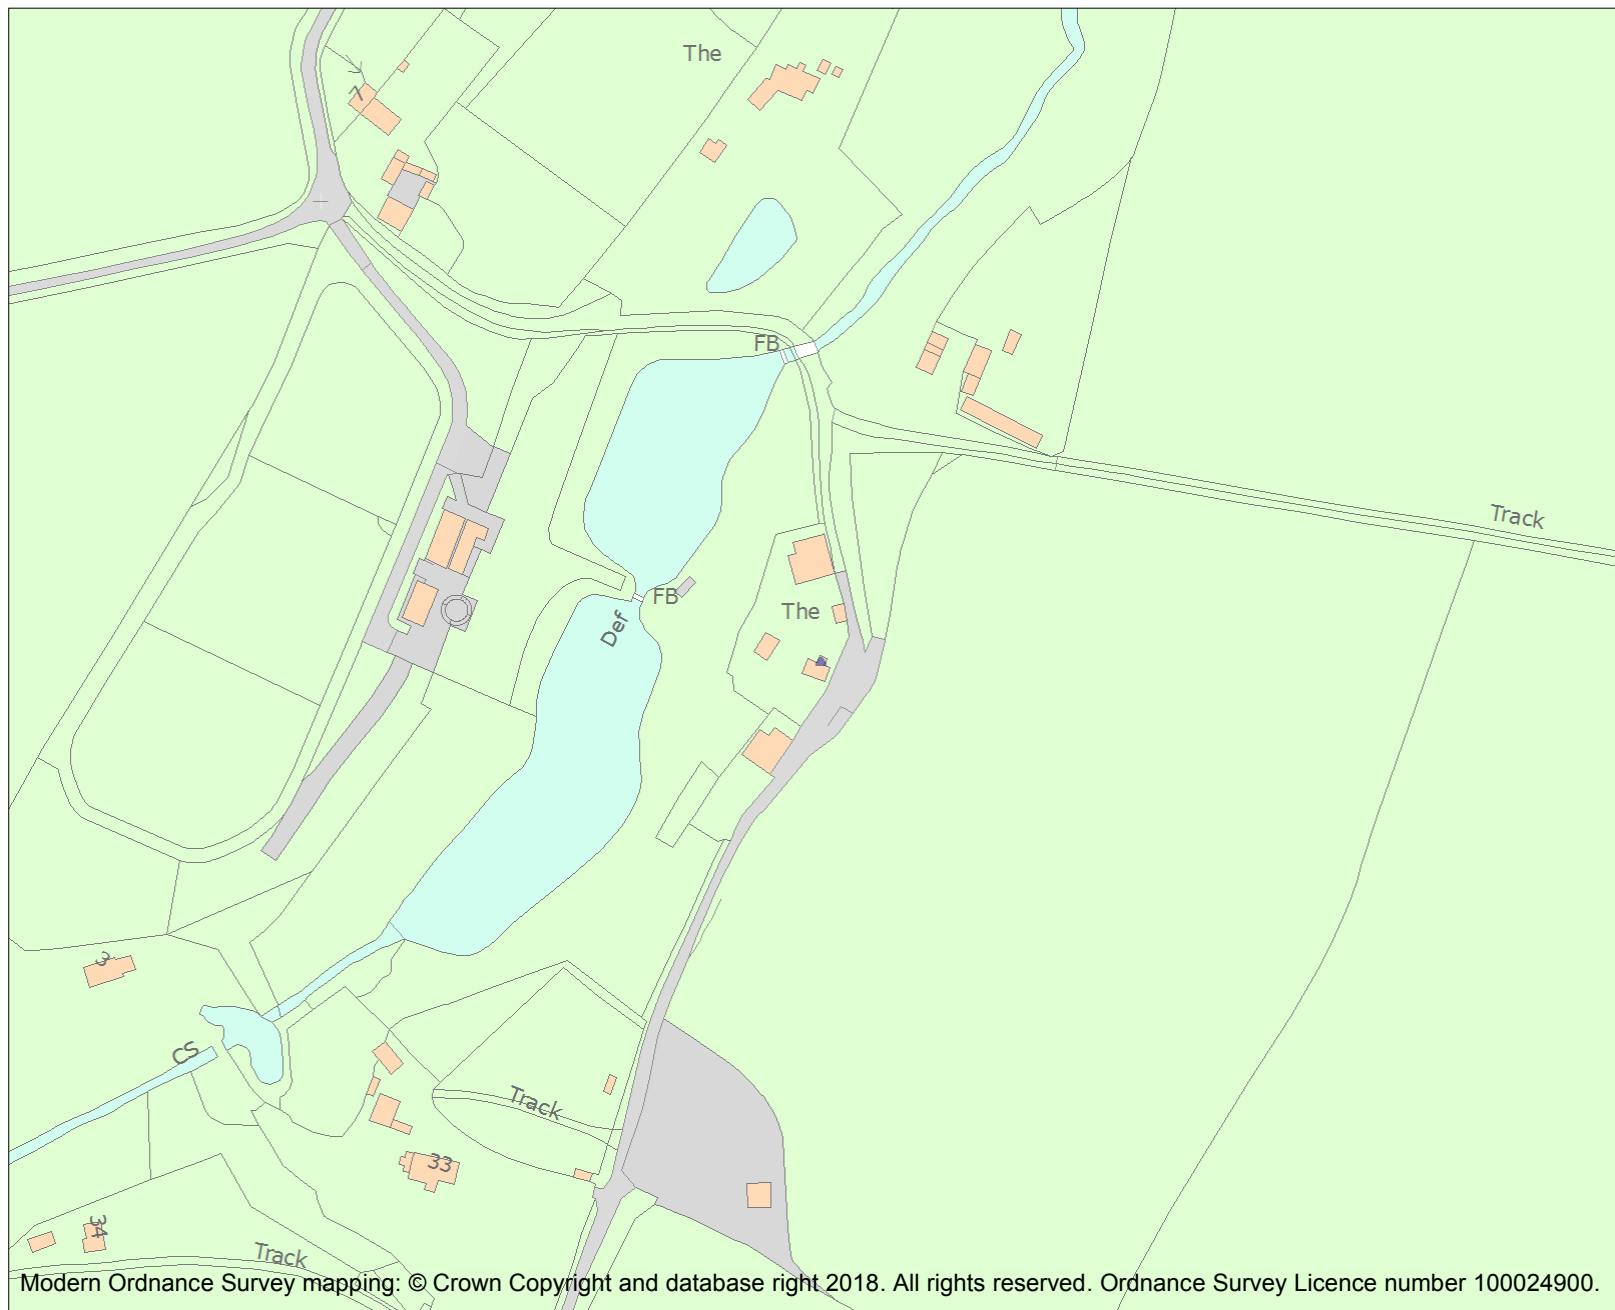 The
7
FB
Track
FB
Def
The
3
CS
Track
33
34
Track
Modern Ordnance Survey mapping: © Crown Copyright and database right 2018. All rights reserved. Ordnance Survey Licence number 100024900.